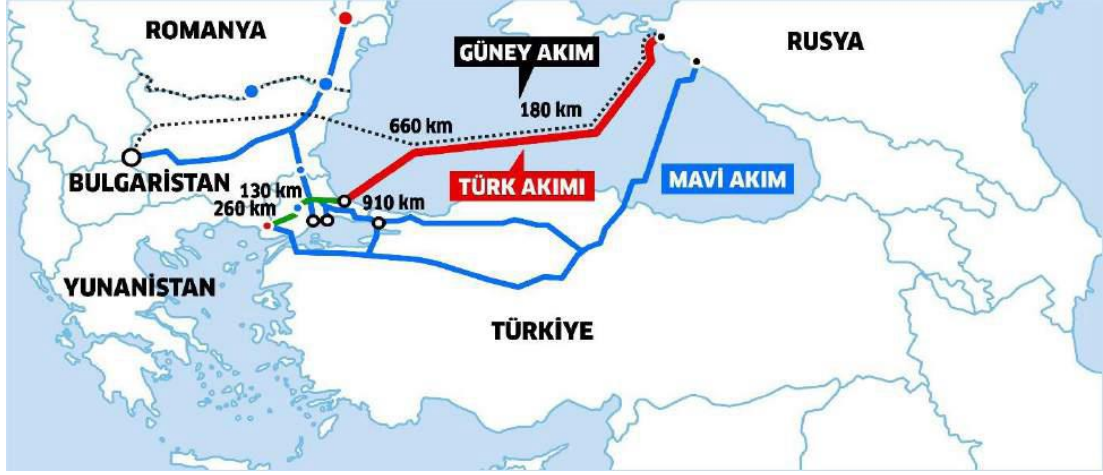 ROMANYA
GÜNEY AKIM
RUSYA
180 km
660 km
BULGARİSTAN
TÜRK AKIMI
MAVİ AKIM
130 km
260 km
910 km
YUNANİSTAN
TÜRKİYE